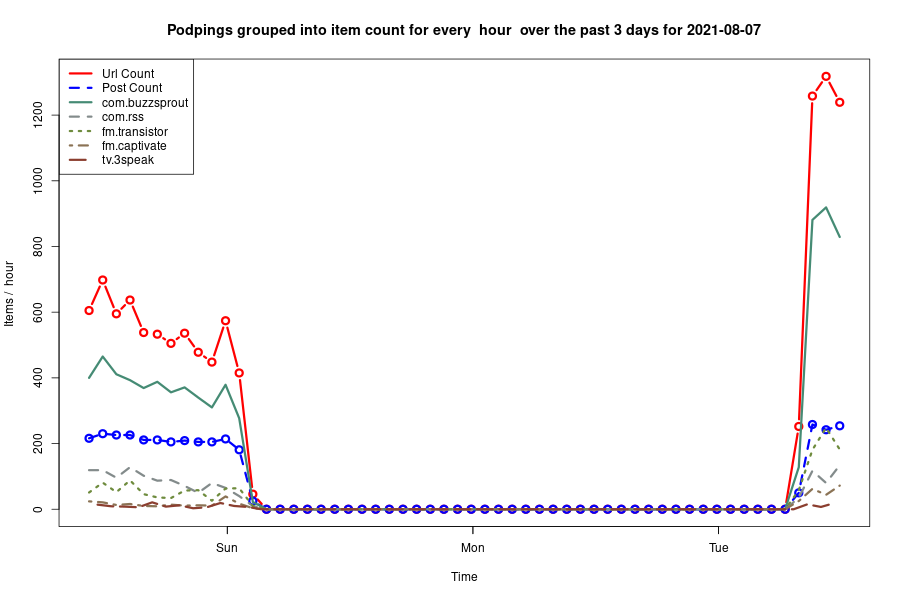 Podpings grouped into item count for every  hour  over the past 3 days for 2021-08-07
Url Count
Post Count
com.buzzsprout
com.rss
fm.transistor
fm.captivate
tv.3speak
Items /  hour
1200
1000
800
600
400
200
0
Sun Mon Tue
Time